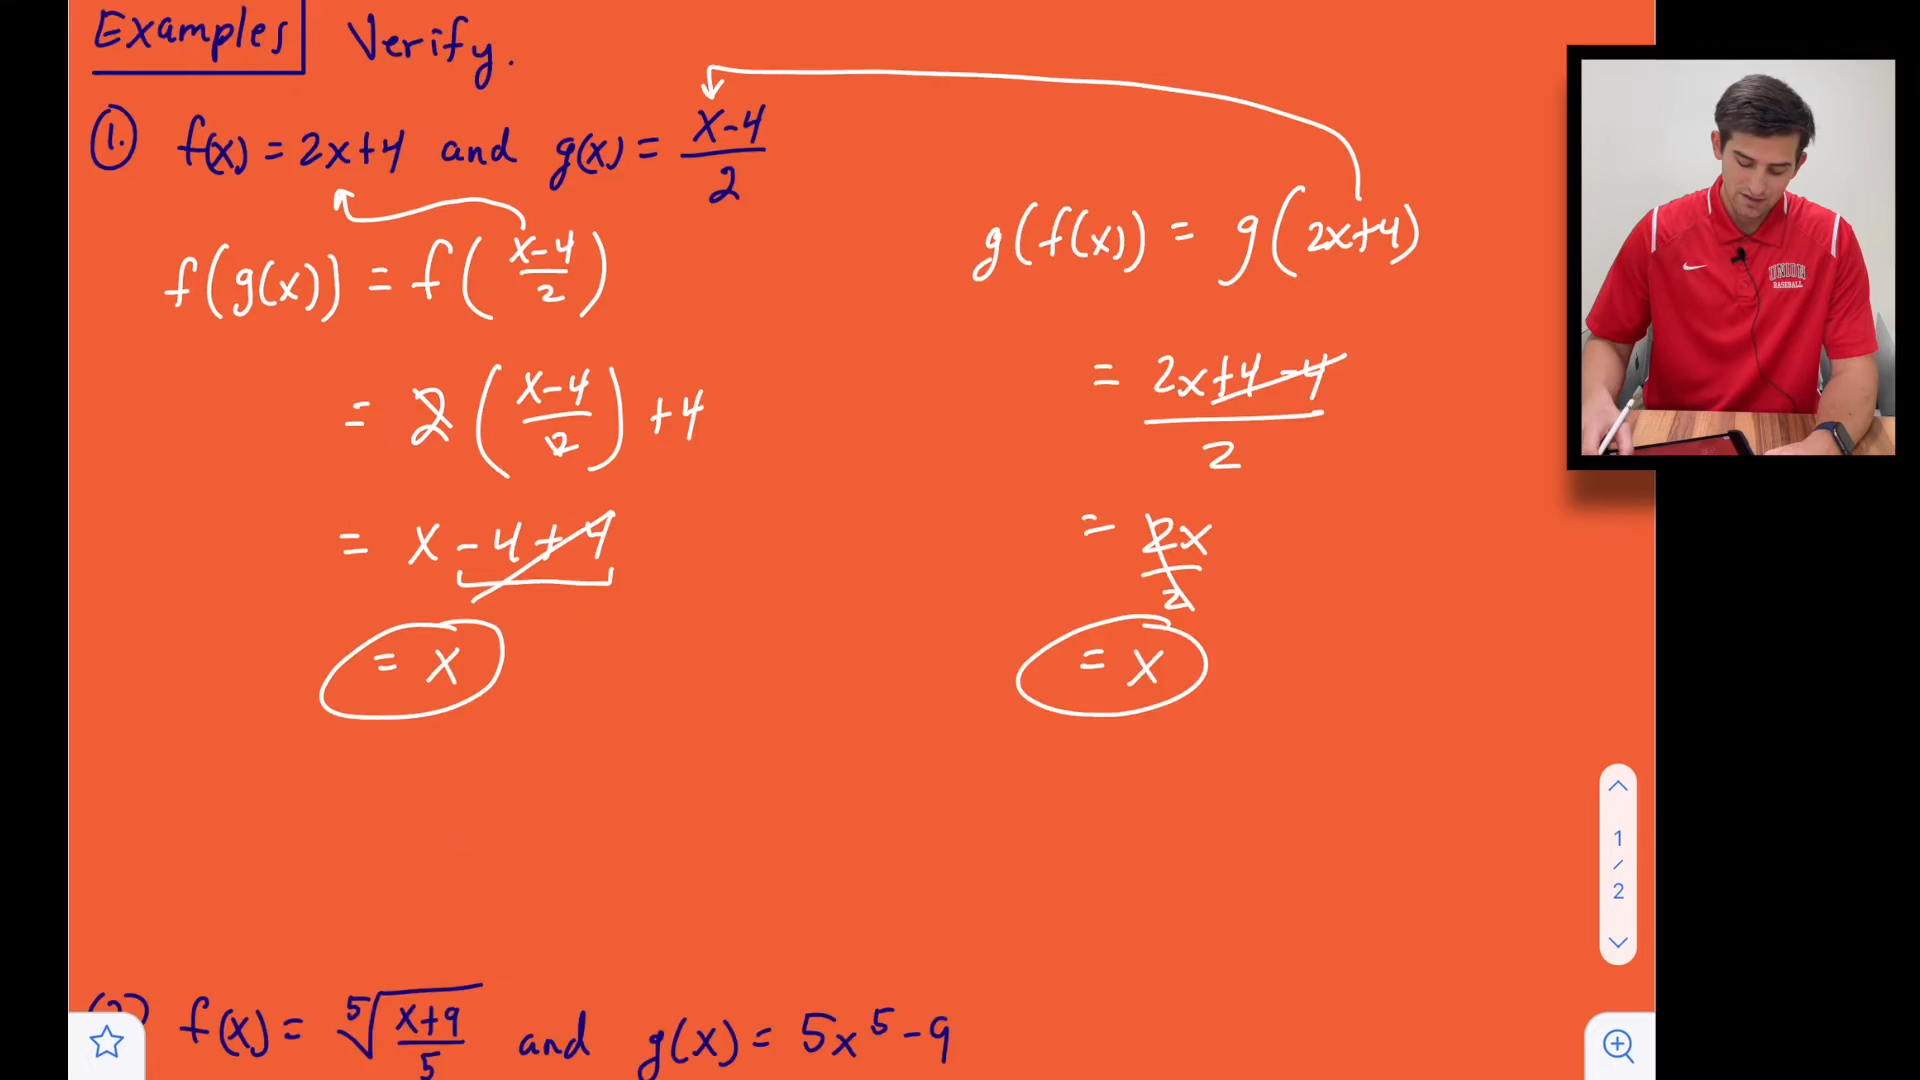 Examples Verify.
1. f(x) = 2x+4 and g(x) = x-4/2
f(g(x)) = f(x-4/2)
= 2(x-4/2) +4
= x -4+4
= x
g(f(x)) = g(2x+4)
= 2x+4-4/2
= 2x/2
= x
f(x) = ⁵√(x+9/5) and g(x) = 5x⁵-9
UNION
BASEBALL
1
/
2